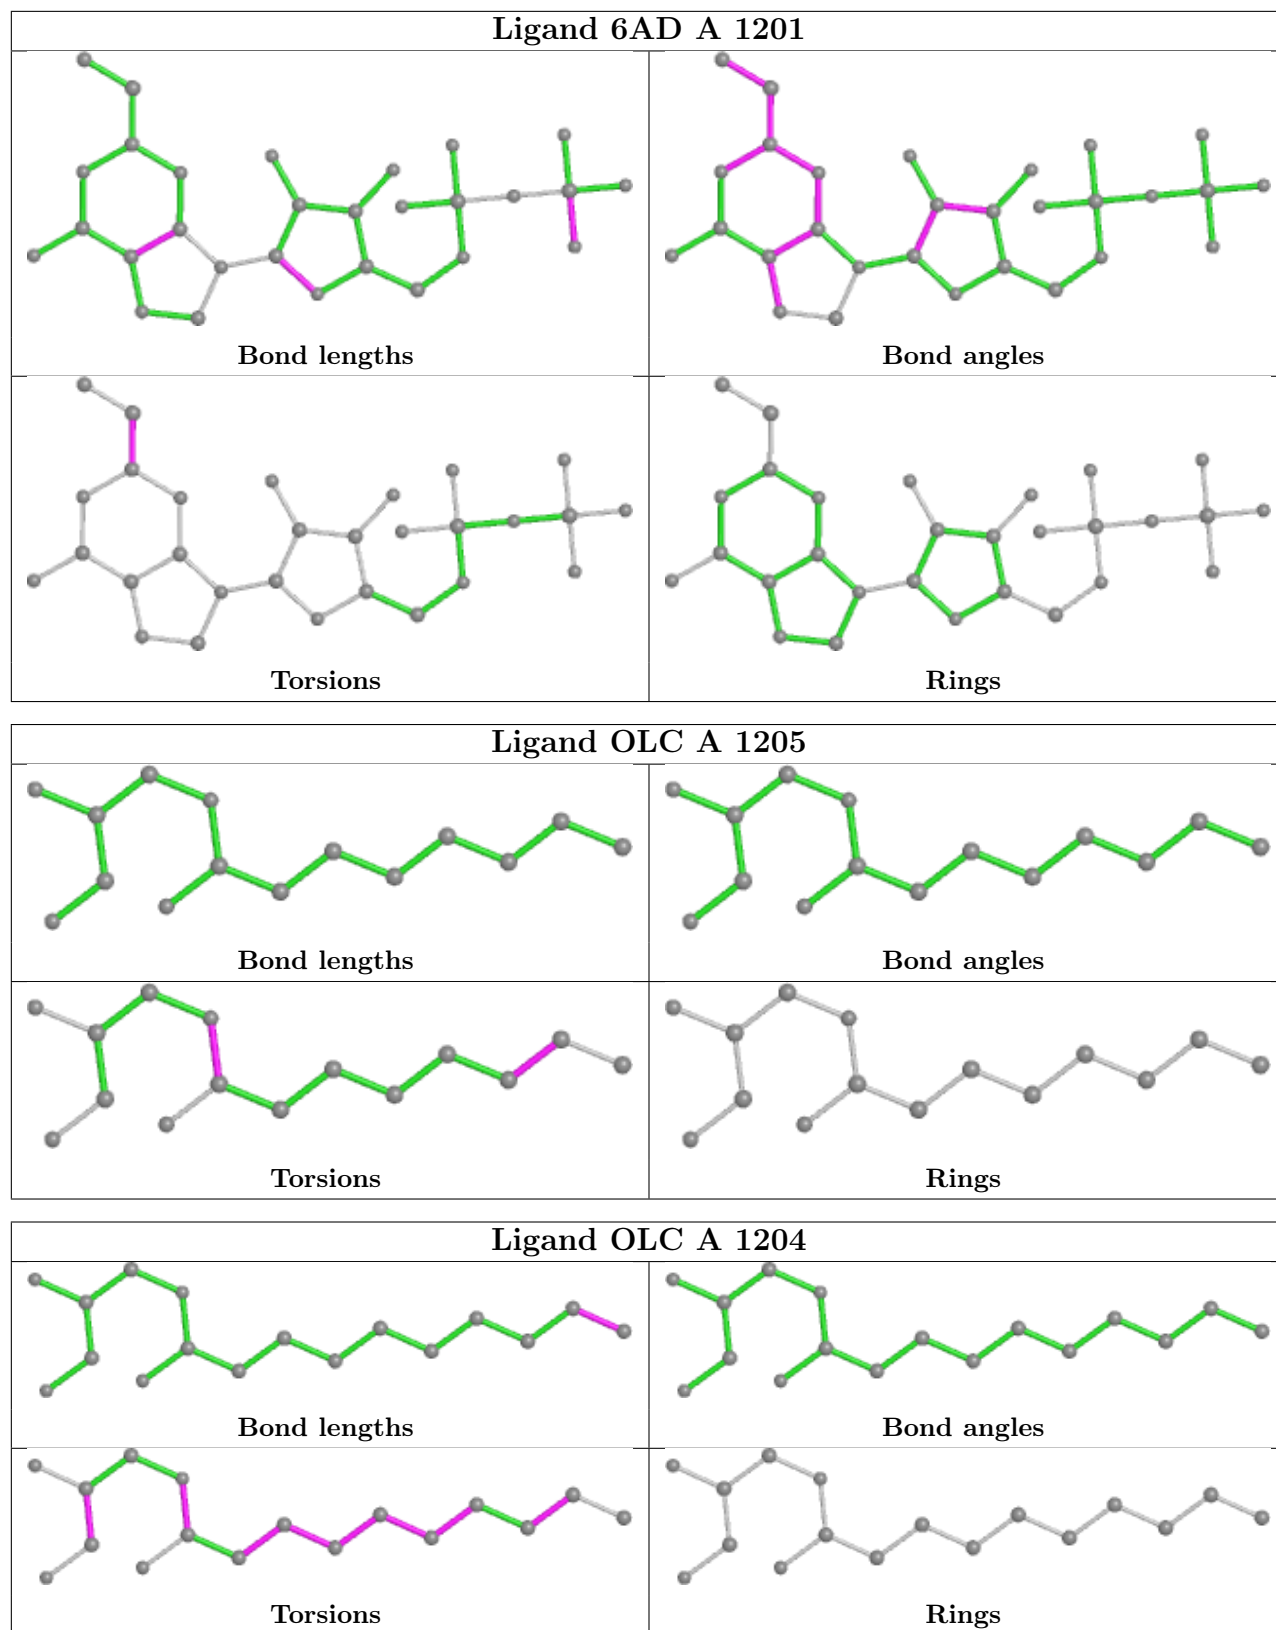 Ligand 6AD A 1201
Bond lengths
Bond angles
Torsions
Rings
Ligand OLC A 1205
Bond lengths
Bond angles
Torsions
Rings
Ligand OLC A 1204
Bond lengths
Bond angles
Torsions
Rings